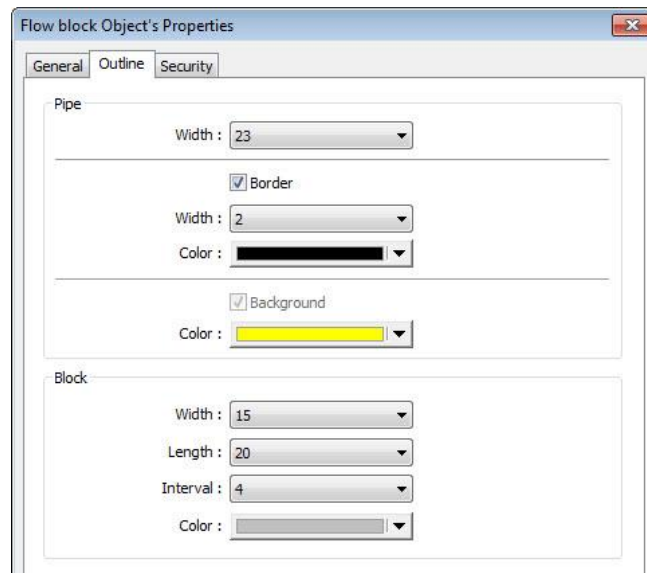 Flow block Object's Properties
General Outline Security
Pipe
Width : 23
Border
Width : 2
Color :
Background
Color :
Block
Width : 15
Length : 20
Interval : 4
Color :